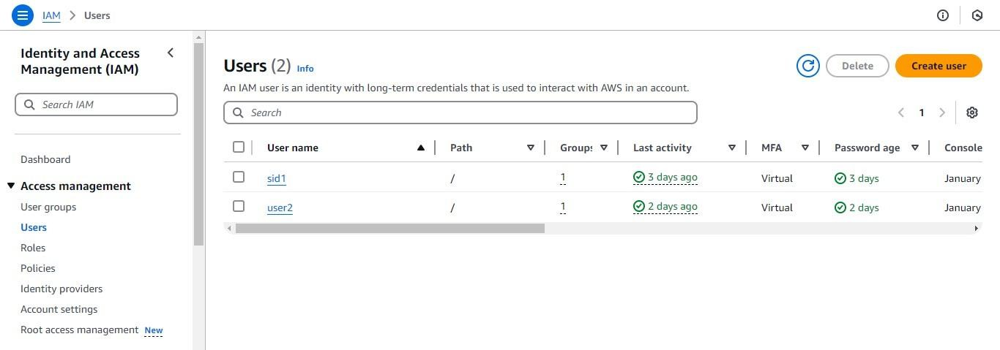 IAM > Users
Identity and Access
Management (IAM)
Search IAM
Dashboard
Access management
User groups
Users
Roles
Policies
Identity providers
Account settings
Root access management New
Users (2) Info
Delete
Create user
An IAM user is an identity with long-term credentials that is used to interact with AWS in an account.
Search
1
User name Path Groups Last activity MFA Password age Console
sid1 / 1 3 days ago Virtual 3 days January
user2 / 1 2 days ago Virtual 2 days January